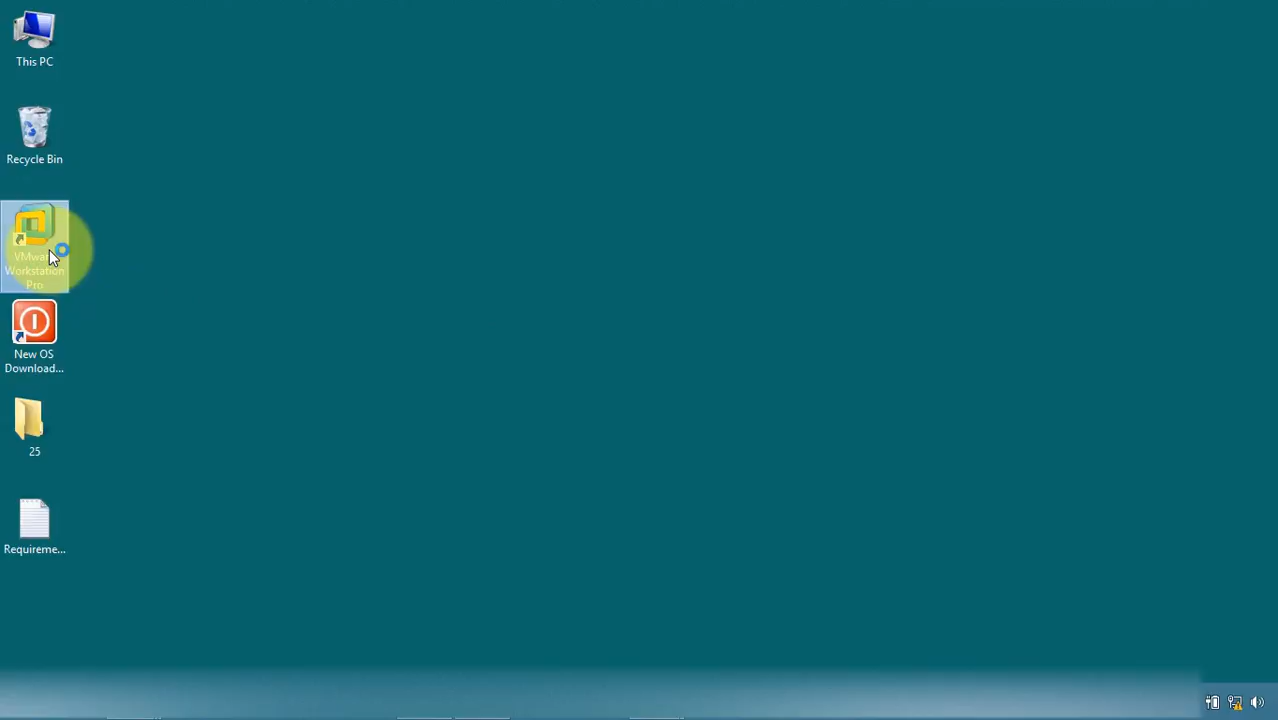 This PC
Recycle Bin
VMware
Workstation
Pro
New OS
Download...
25
Requireme...